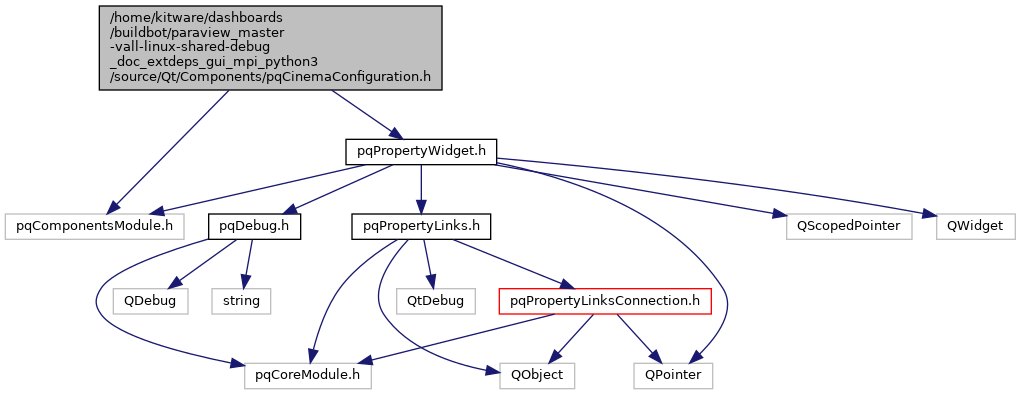 /home/kitware/dashboards
/buildbot/paraview_master
-vall-linux-shared-debug
_doc_extdeps_gui_mpi_python3
/source/Qt/Components/pqCinemaConfiguration.h
pqPropertyWidget.h
pqComponentsModule.h
pqDebug.h
pqPropertyLinks.h
QScopedPointer
QWidget
QDebug
string
QtDebug
pqPropertyLinksConnection.h
pqCoreModule.h
QObject
QPointer